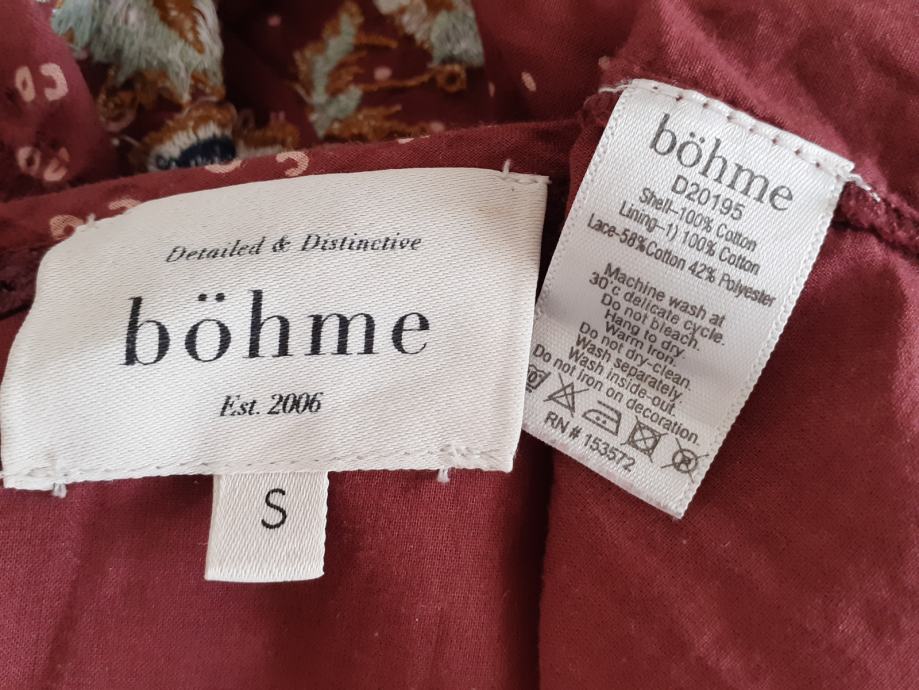 Detailed & Distinctive
böhme
Est. 2006
S
böhme
D20195
Shell-100% Cotton
Lining-1) 100% Cotton
Lace-58%Cotton 42% Polyester
Machine wash at
30'c delicate cycle.
Do not bleach.
Hang to dry.
Warm Iron.
Do not dry-clean.
Wash separately.
Wash inside-out.
Do not Iron on decoration.
RN # 153572